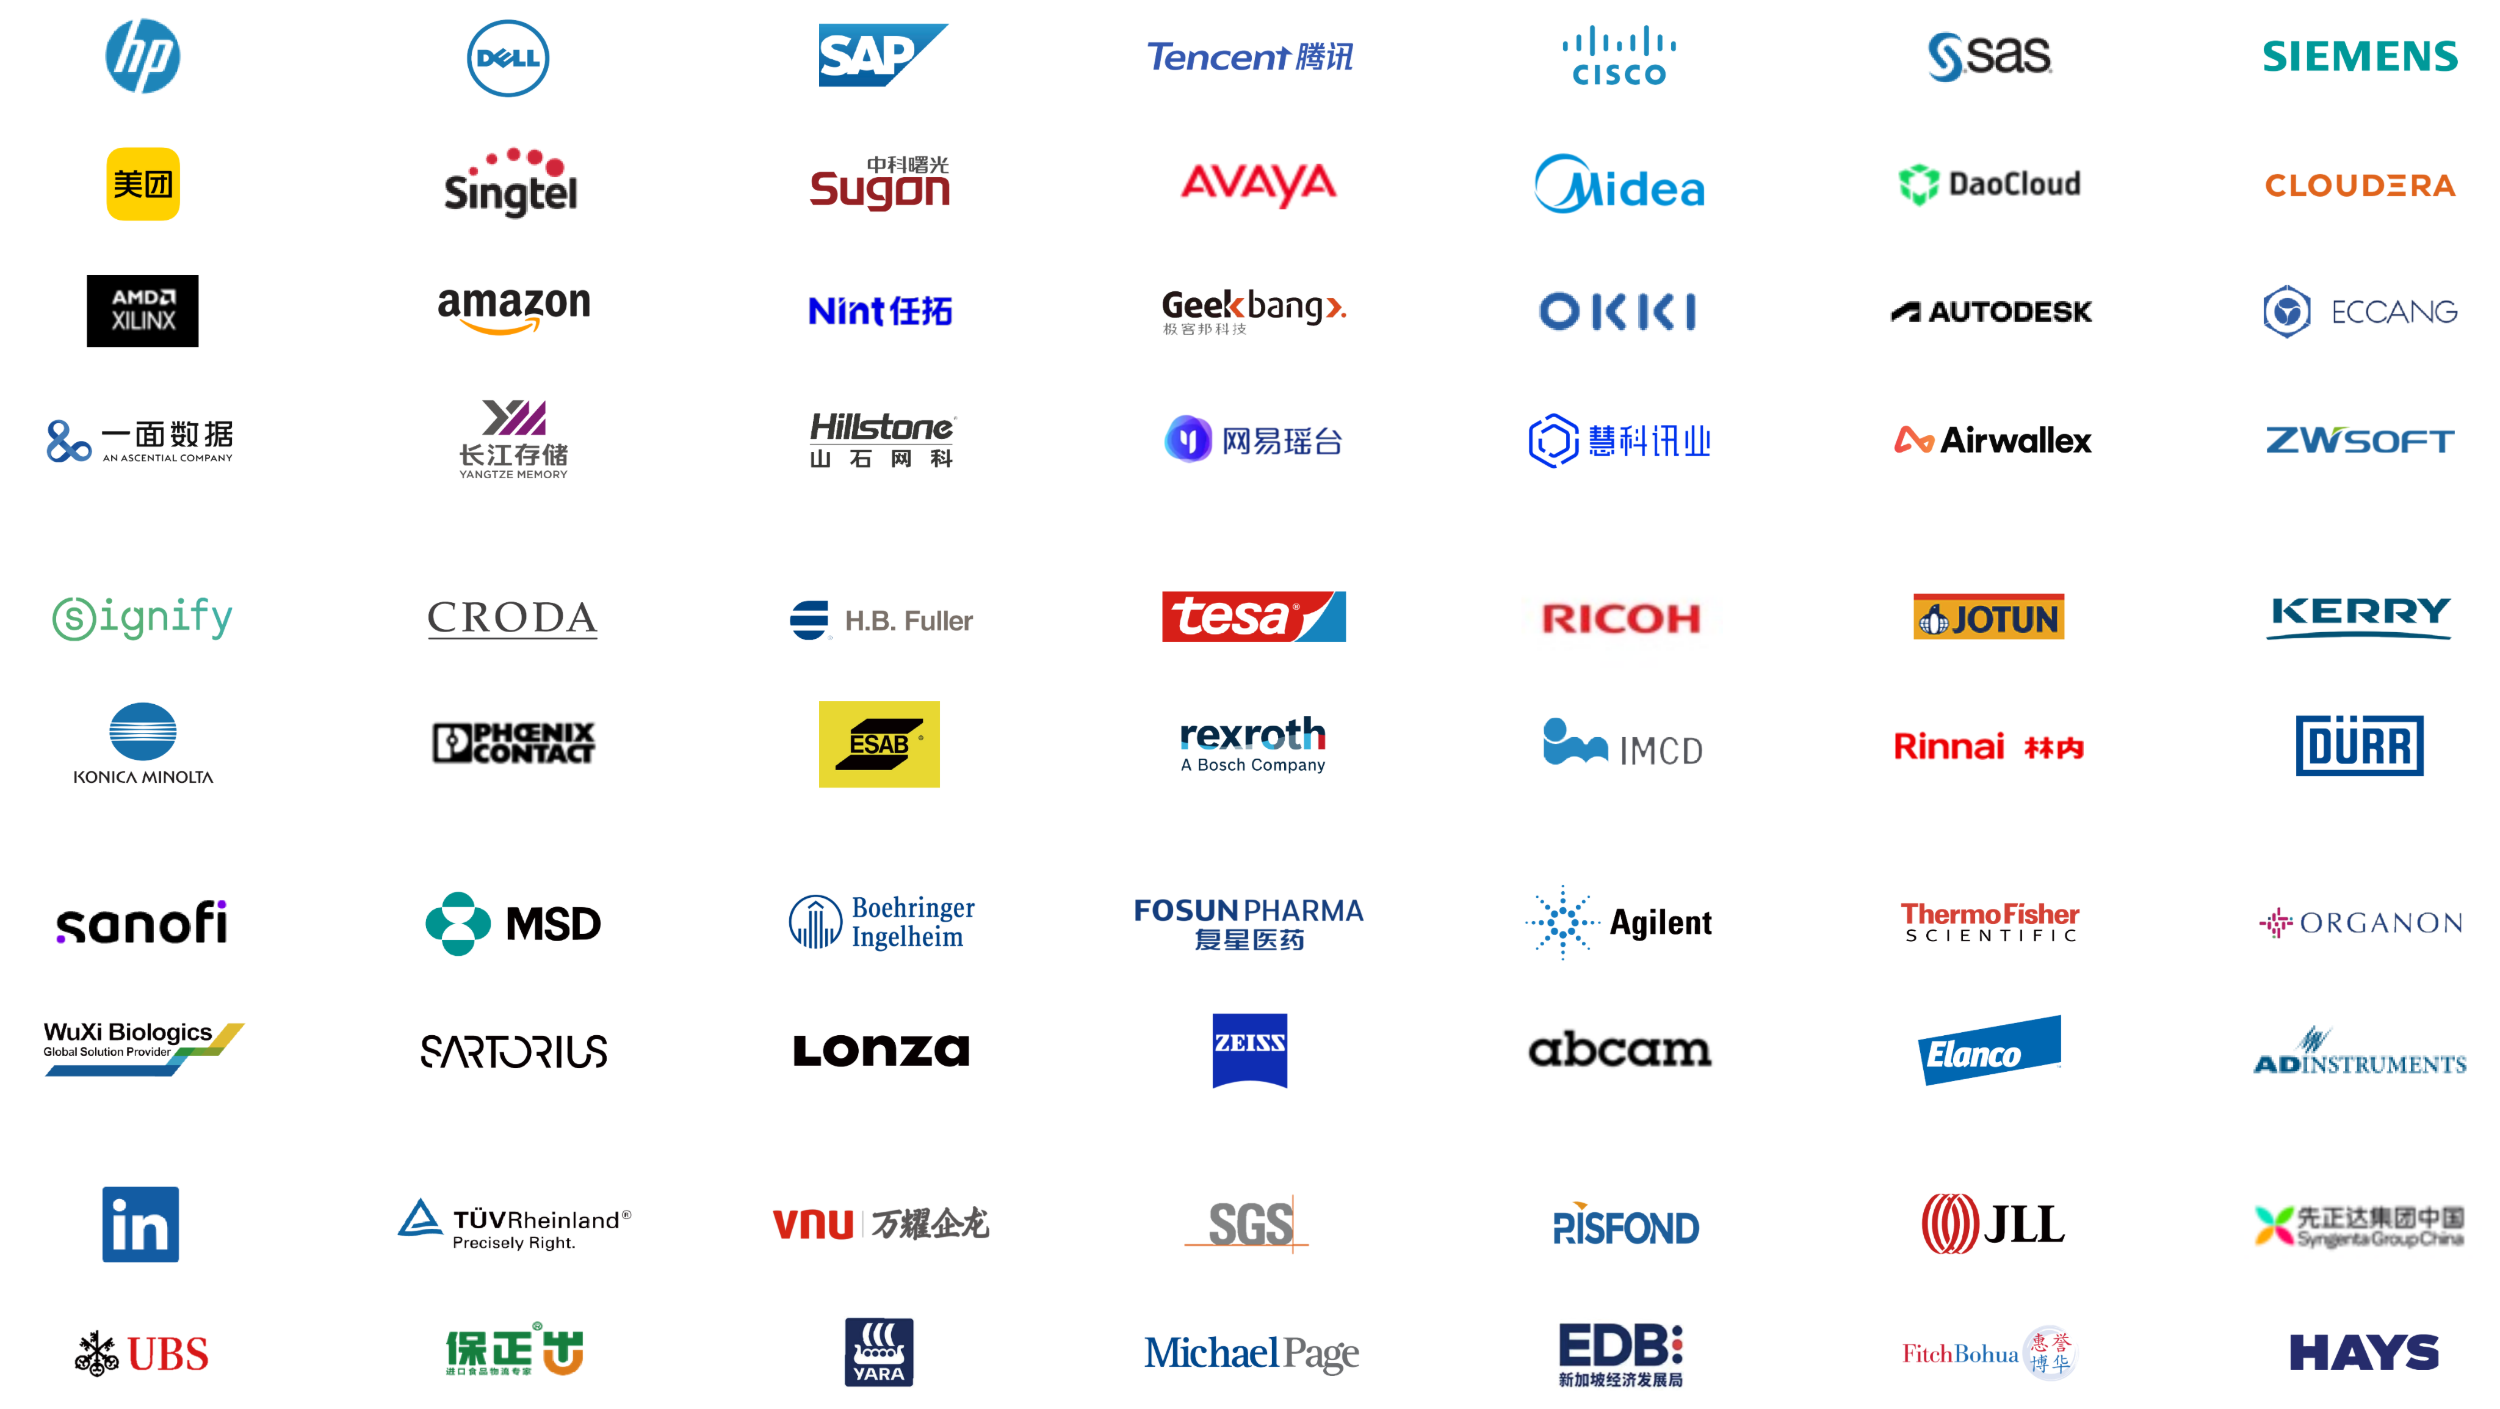 hp
DELL
SAP
Tencent 腾讯
CISCO
sas
SIEMENS
美团
Singtel
中科曙光
Sugon
AVAYA
Midea
DaoCloud
CLOUDERA
AMD
XILINX
amazon
Nint 任拓
Geekbang>.
极客邦科技
OKKI
AUTODESK
ECCANG
一面数据
AN ASCENTIAL COMPANY
长江存储
YANGTZE MEMORY
Hillstone
山石网科
网易瑶台
慧科讯业
Airwallex
ZWSOFT
Signify
CRODA
H.B. Fuller
tesa®
RICOH
JOTUN
KERRY
KONICA MINOLTA
PHŒNIX
CONTACT
ESAB
rexroth
A Bosch Company
IMCD
Rinnai 林内
DÜRR
sanofi
MSD
Boehringer
Ingelheim
FOSUN PHARMA
复星医药
Agilent
ThermoFisher
SCIENTIFIC
ORGANON
WuXi Biologics
Global Solution Provider
SARTORIUS
Lonza
ZEISS
abcam
Elanco
ADINSTRUMENTS
in
TÜVRheinland®
Precisely Right.
vnu 万耀企龙
SGS
RISFOND
JLL
先正达集团中国
Syngenta Group China
UBS
保正®
进口食品物流专家
YARA
MichaelPage
EDB
新加坡经济发展局
FitchBohua
惠誉
博华
HAYS